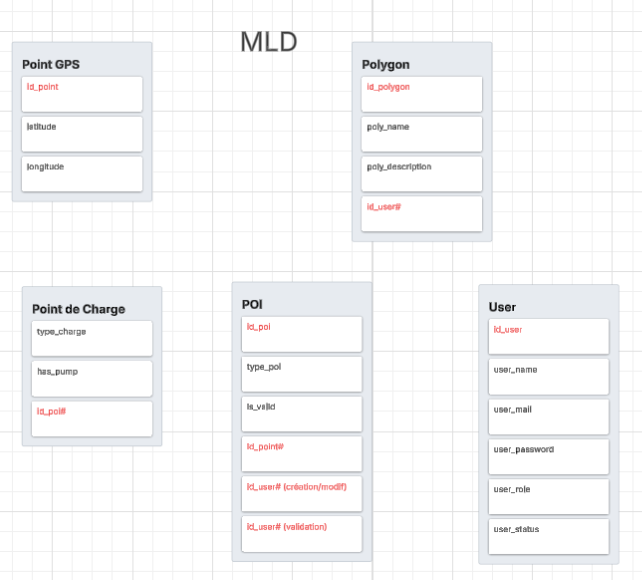 MLD
Point GPS
id_point
latitude
longitude
Polygon
id_polygon
poly_name
poly_description
id_user#
Point de Charge
type_charge
has_pump
id_poi#
POI
id_poi
type_poi
is_valid
id_point#
id_user# (création/modif)
id_user# (validation)
User
id_user
user_name
user_mail
user_password
user_role
user_status